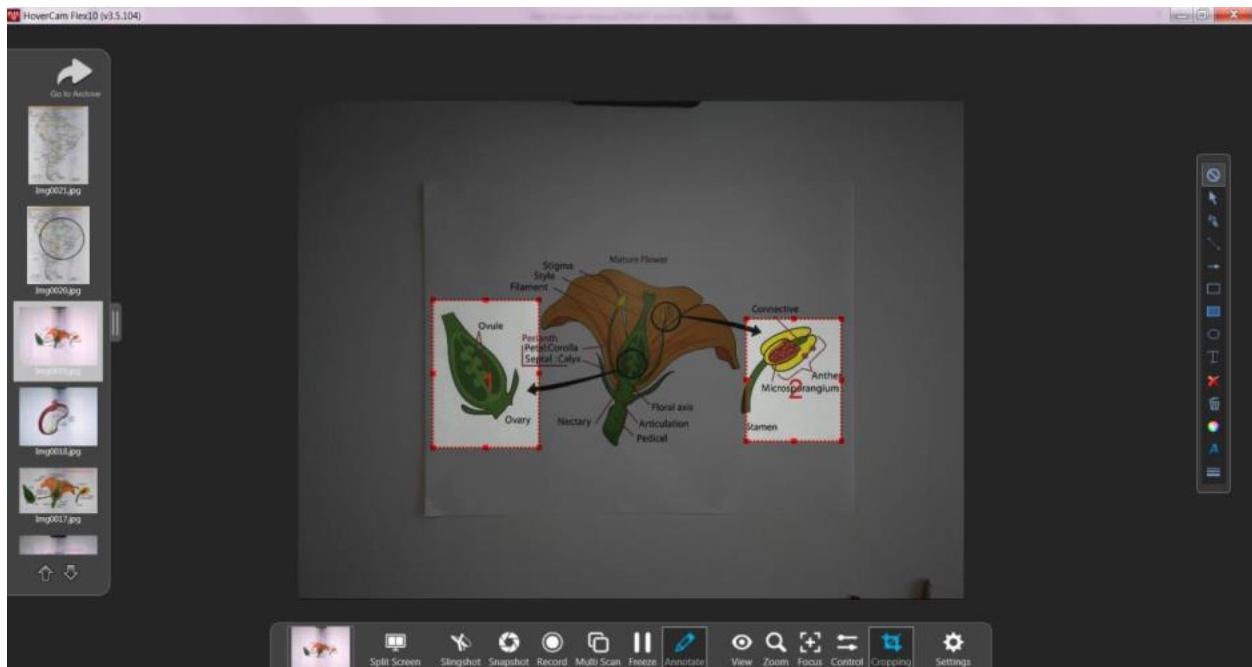 HoverCam Flex10 (v3.5.104)
Go to Archive
Img0021.jpg
Img0020.jpg
Img0018.jpg
Img0017.jpg
Mature Flower
Stigma
Style
Filament
Ovule
Perianth
Petal:Corolla
Septal :Calyx
1
Ovary
Nectary
Floral axis
Articulation
Pedicel
Connective
Anther
Microsporangium
2
Stamen
Split Screen
Slingshot
Snapshot
Record
Multi Scan
Freeze
Annotate
View
Zoom
Focus
Control
Cropping
Settings
T
A